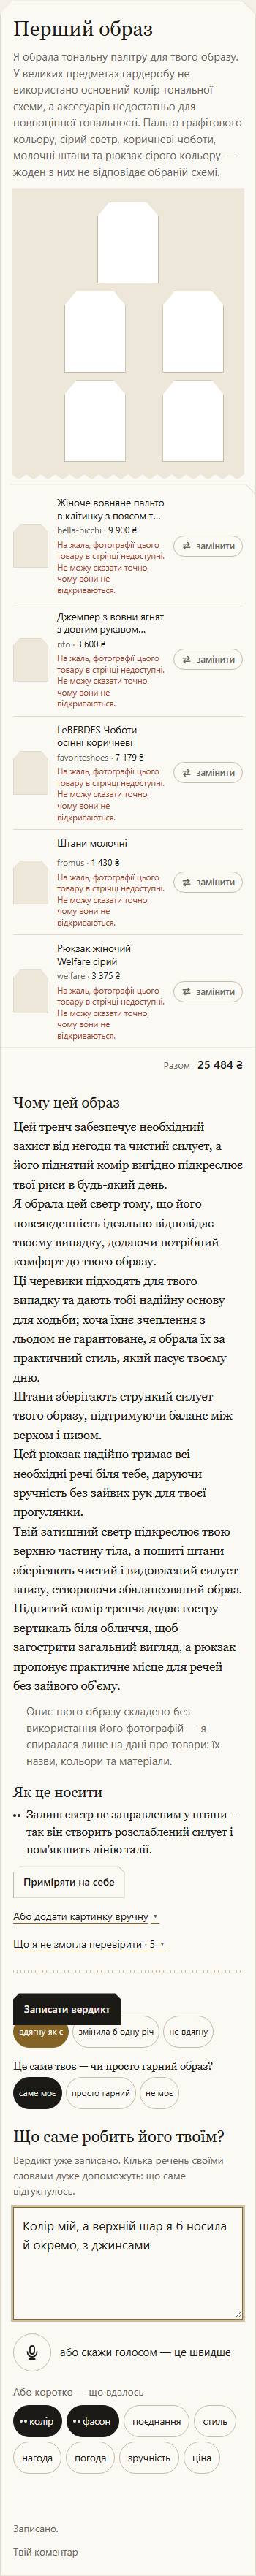 Перший образ
Я обрала тональну палітру для твого образу.
У великих предметах гардеробу не
використано основний колір тональної
схеми, а аксесуарів недостатньо для
повноцінної тональності. Пальто графітового
кольору, сірий светр, коричневі чоботи,
молочні штани та рюкзак сірого кольору —
жоден з них не відповідає обраній схемі.
Жіноче вовняне пальто
в клітинку з поясом т...
bella-bicchi · 9 900 ₴
На жаль, фотографії цього
товару в стрічці недоступні.
Не можу сказати точно,
чому вони не
відкриваються.
замінити
Джемпер з вовни ягнят
з довгим рукавом...
rito · 3 600 ₴
На жаль, фотографії цього
товару в стрічці недоступні.
Не можу сказати точно,
чому вони не
відкриваються.
замінити
LeBERDES Чоботи
осінні коричневі
favoriteshoes · 7 179 ₴
На жаль, фотографії цього
товару в стрічці недоступні.
Не можу сказати точно,
чому вони не
відкриваються.
замінити
Штани молочні
fromus · 1 430 ₴
На жаль, фотографії цього
товару в стрічці недоступні.
Не можу сказати точно,
чому вони не
відкриваються.
замінити
Рюкзак жіночий
Welfare сірий
welfare · 3 375 ₴
На жаль, фотографії цього
товару в стрічці недоступні.
Не можу сказати точно,
чому вони не
відкриваються.
замінити
Разом 25 484 ₴
Чому цей образ
Цей тренч забезпечує необхідний
захист від негоди та чистий силует, а
його піднятий комір вигідно підкреслює
твої риси в будь-який день.
Я обрала цей светр тому, що його
повсякденність ідеально відповідає
твоєму випадку, додаючи потрібний
комфорт до твого образу.
Ці черевики підходять для твого
випадку та дають тобі надійну основу
для ходьби; хоча їхнє зчеплення з
льодом не гарантоване, я обрала їх за
практичний стиль, який пасує твоєму
дню.
Штани зберігають стрункий силует
твого образу, підтримуючи баланс між
верхом і низом.
Цей рюкзак надійно тримає всі
необхідні речі біля тебе, даруючи
зручність без зайвих рук для твоєї
прогулянки.
Твій затишний светр підкреслює твою
верхню частину тіла, а пошиті штани
зберігають чистий і видовжений силует
внизу, створюючи збалансований образ.
Піднятий комір тренча додає гостру
вертикаль біля обличчя, щоб
загострити загальний вигляд, а рюкзак
пропонує практичне місце для речей
без зайвого об’єму.
Опис твого образу складено без
використання його фотографій — я
спиралася лише на дані про товари: їх
назви, кольори та матеріали.
Як це носити
Залиш светр не заправленим у штани —
так він створить розслаблений силует і
пом’якшить лінію талії.
Приміряти на себе
Або додати картинку вручну
Що я не змогла перевірити · 5
Записати вердикт
вдягну як є
змінила б одну річ
не вдягну
Це саме твоє — чи просто гарний образ?
саме моє
просто гарний
не моє
Що саме робить його твоїм?
Вердикт уже записано. Кілька речень своїми
словами дуже допоможуть: що саме
відгукнулось.
Колір мій, а верхній шар я б носила
й окремо, з джинсами
або скажи голосом — це швидше
Або коротко — що вдалось
колір
фасон
поєднання
стиль
нагода
погода
зручність
ціна
Записано.
Твій коментар